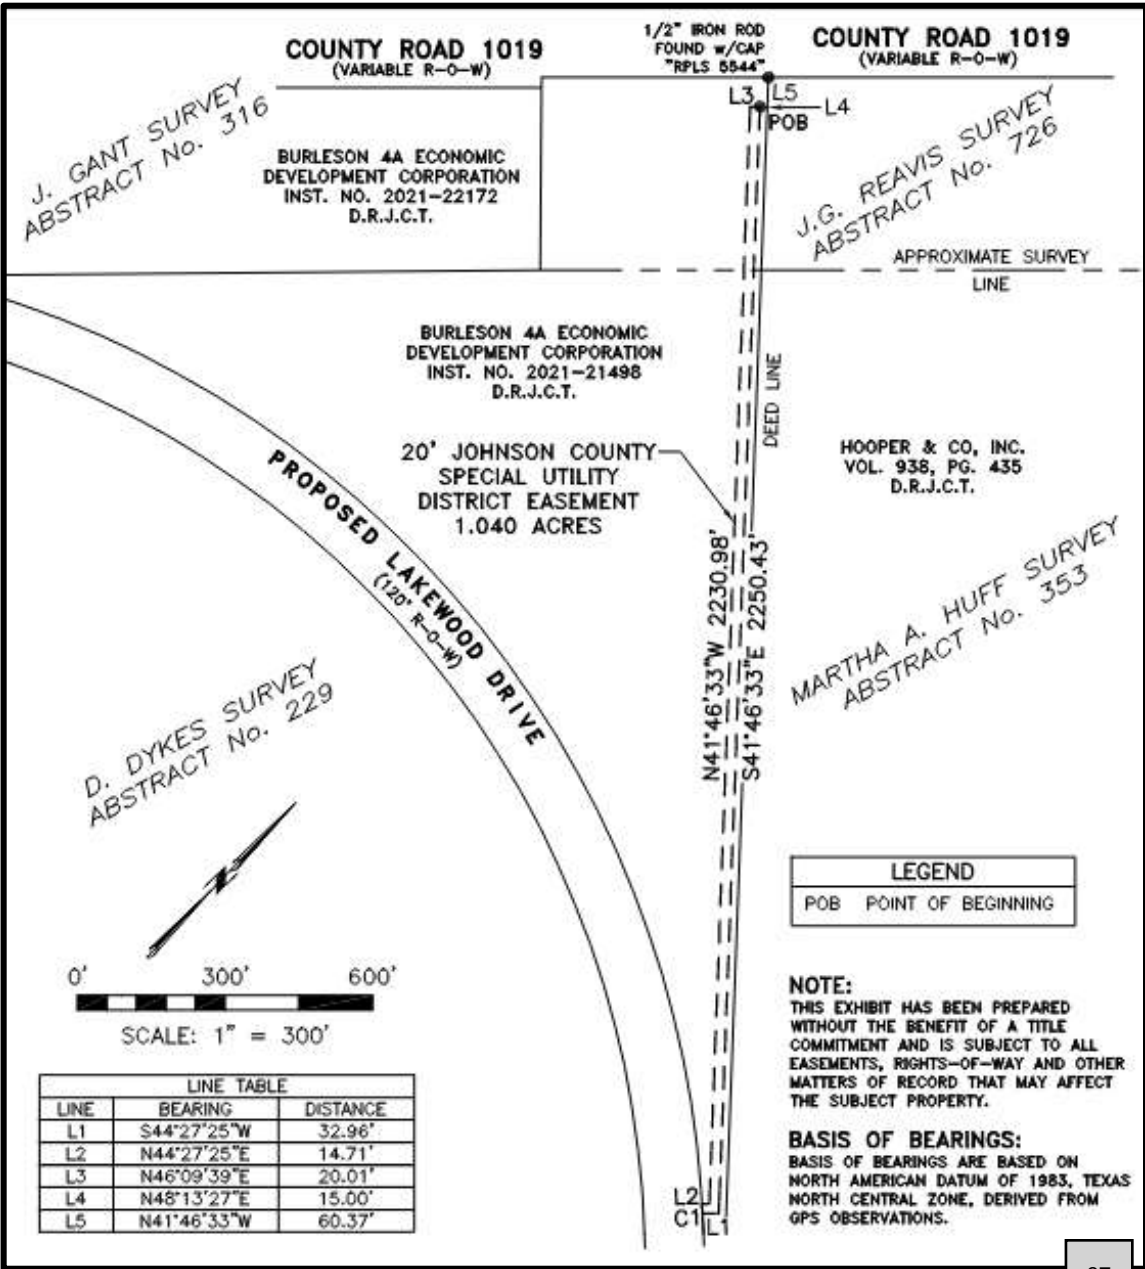 COUNTY ROAD 1019
(VARIABLE R-O-W)
1/2" IRON ROD
FOUND w/CAP
"RPLS 5544"
COUNTY ROAD 1019
(VARIABLE R-O-W)
L3
L5
L4
POB
J. GANT SURVEY
ABSTRACT No. 316
BURLESON 4A ECONOMIC
DEVELOPMENT CORPORATION
INST. NO. 2021-22172
D.R.J.C.T.
J.G. REAVIS SURVEY
ABSTRACT No. 726
APPROXIMATE SURVEY
LINE
BURLESON 4A ECONOMIC
DEVELOPMENT CORPORATION
INST. NO. 2021-21498
D.R.J.C.T.
DEED LINE
20' JOHNSON COUNTY
SPECIAL UTILITY
DISTRICT EASEMENT
1.040 ACRES
HOOPER & CO, INC.
VOL. 938, PG. 435
D.R.J.C.T.
PROPOSED LAKEWOOD DRIVE
(120' R-O-W)
N41°46'33"W 2230.98'
S41°46'33"E 2250.43'
MARTHA A. HUFF SURVEY
ABSTRACT No. 353
D. DYKES SURVEY
ABSTRACT No. 229
0' 300' 600'
SCALE: 1" = 300'
LEGEND
POB POINT OF BEGINNING
LINE TABLE
LINE BEARING DISTANCE
L1 S44°27'25"W 32.96'
L2 N44°27'25"E 14.71'
L3 N46°09'39"E 20.01'
L4 N48°13'27"E 15.00'
L5 N41°46'33"W 60.37'
L2
C1
L1
NOTE:
THIS EXHIBIT HAS BEEN PREPARED
WITHOUT THE BENEFIT OF A TITLE
COMMITMENT AND IS SUBJECT TO ALL
EASEMENTS, RIGHTS-OF-WAY AND OTHER
MATTERS OF RECORD THAT MAY AFFECT
THE SUBJECT PROPERTY.
BASIS OF BEARINGS:
BASIS OF BEARINGS ARE BASED ON
NORTH AMERICAN DATUM OF 1983, TEXAS
NORTH CENTRAL ZONE, DERIVED FROM
GPS OBSERVATIONS.